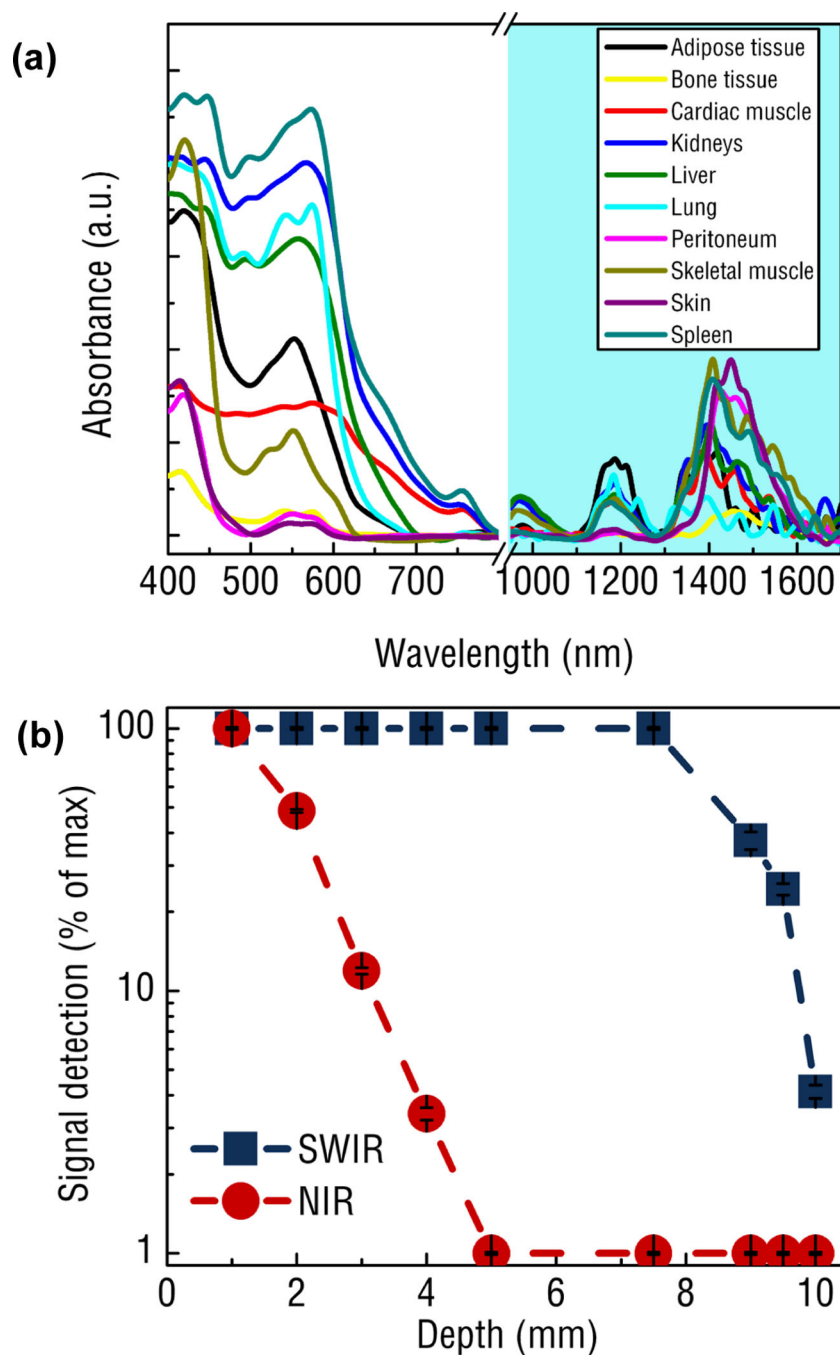 (a)
Absorbance (a.u.)
Adipose tissue
Bone tissue
Cardiac muscle
Kidneys
Liver
Lung
Peritoneum
Skeletal muscle
Skin
Spleen
400 500 600 700 1000 1200 1400 1600
Wavelength (nm)
(b)
Signal detection (% of max)
100
10
1
SWIR
NIR
0 2 4 6 8 10
Depth (mm)